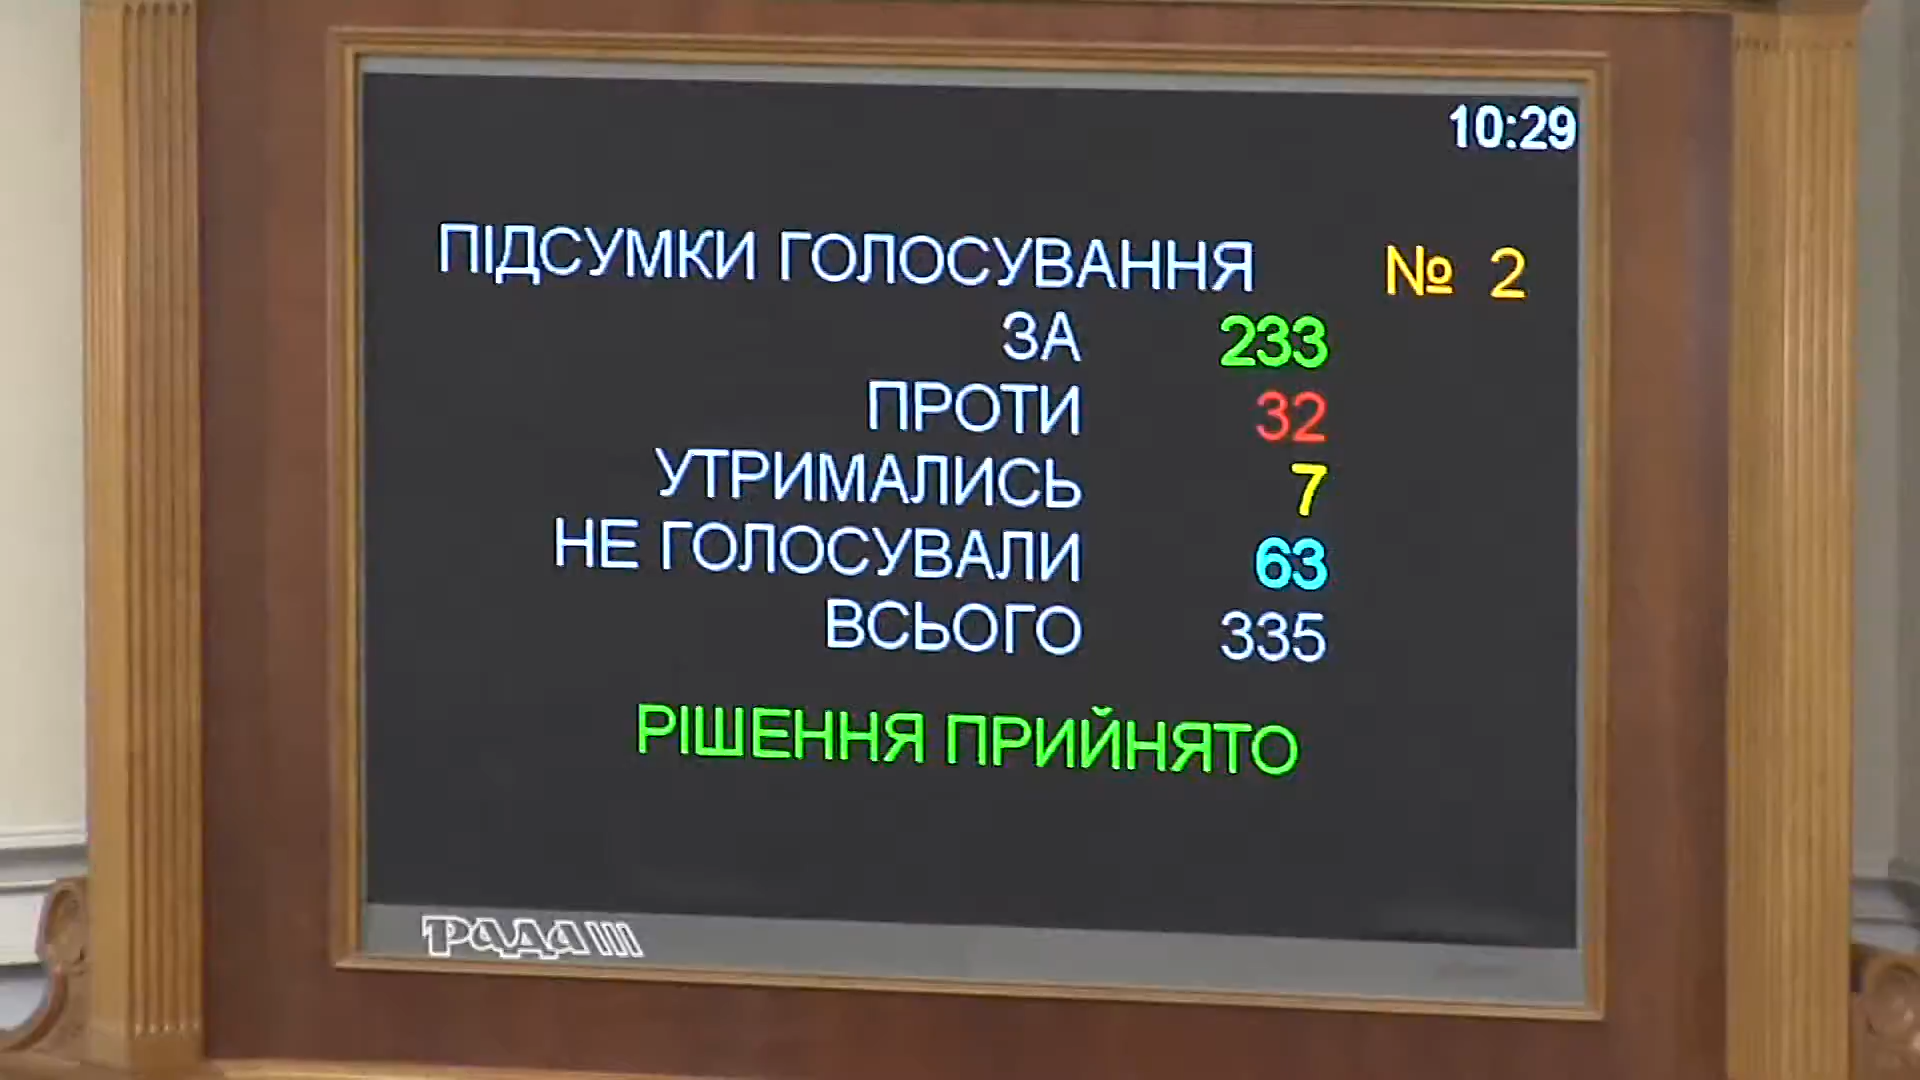 10:29
ПІДСУМКИ ГОЛОСУВАННЯ № 2
ЗА 233
ПРОТИ 32
УТРИМАЛИСЬ 7
НЕ ГОЛОСУВАЛИ 63
ВСЬОГО 335
РІШЕННЯ ПРИЙНЯТО
РАДА III